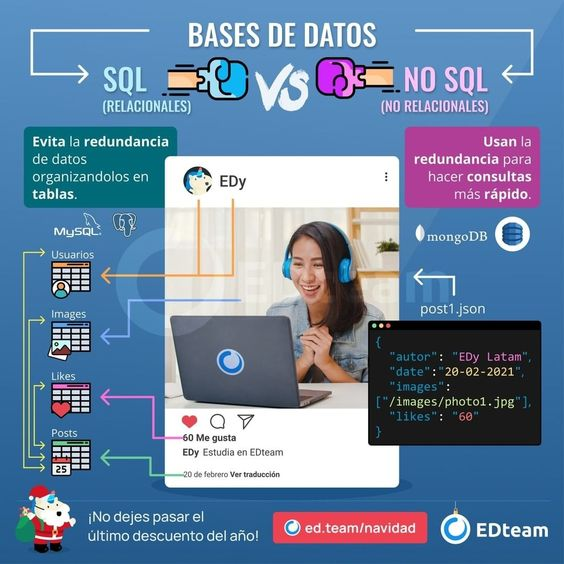 BASES DE DATOS
SQL
(RELACIONALES)
VS
NO SQL
(NO RELACIONALES)
Evita la redundancia
de datos
organizandolos en
tablas.
Usan la
redundancia para
hacer consultas
más rápido.
EDy
MySQL
mongoDB
Usuarios
Images
Likes
Posts
25
EDteam
post1.json
{
"autor": "EDy Latam",
"date":"20-02-2021",
"images":
["/images/photo1.jpg"],
"likes": "60"
}
60 Me gusta
EDy Estudia en EDteam
20 de febrero Ver traducción
¡No dejes pasar el
último descuento del año!
ed.team/navidad
EDteam